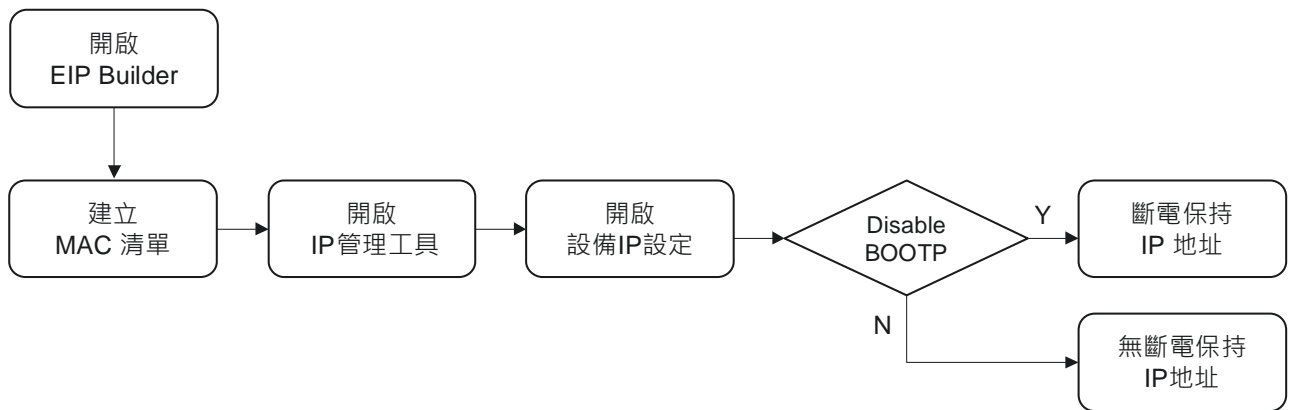 開啟
EIP Builder
建立
MAC 清單
開啟
IP管理工具
開啟
設備IP設定
Disable
BOOTP
Y
斷電保持
IP 地址
N
無斷電保持
IP地址